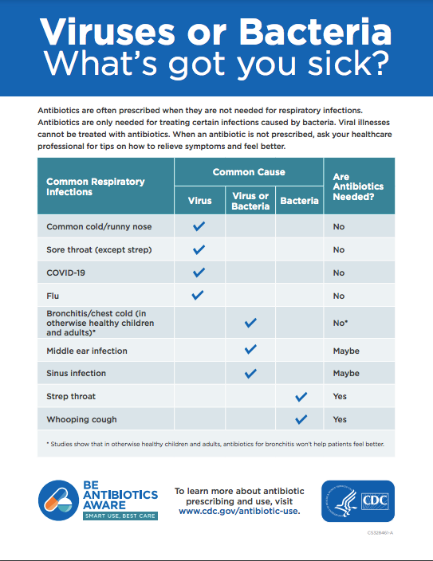 Viruses or Bacteria
What's got you sick?
Antibiotics are often prescribed when they are not needed for respiratory infections.
Antibiotics are only needed for treating certain infections caused by bacteria. Viral illnesses
cannot be treated with antibiotics. When an antibiotic is not prescribed, ask your healthcare
professional for tips on how to relieve symptoms and feel better.
Common Respiratory
Infections
Common Cause
Virus
Virus or
Bacteria
Bacteria
Are
Antibiotics
Needed?
Common cold/runny nose ✓ No
Sore throat (except strep) ✓ No
COVID-19 ✓ No
Flu ✓ No
Bronchitis/chest cold (in
otherwise healthy children
and adults)* ✓ No*
Middle ear infection ✓ Maybe
Sinus infection ✓ Maybe
Strep throat ✓ Yes
Whooping cough ✓ Yes
* Studies show that in otherwise healthy children and adults, antibiotics for bronchitis won't help patients feel better.
BE
ANTIBIOTICS
AWARE
SMART USE, BEST CARE
To learn more about antibiotic
prescribing and use, visit
www.cdc.gov/antibiotic-use.
CDC